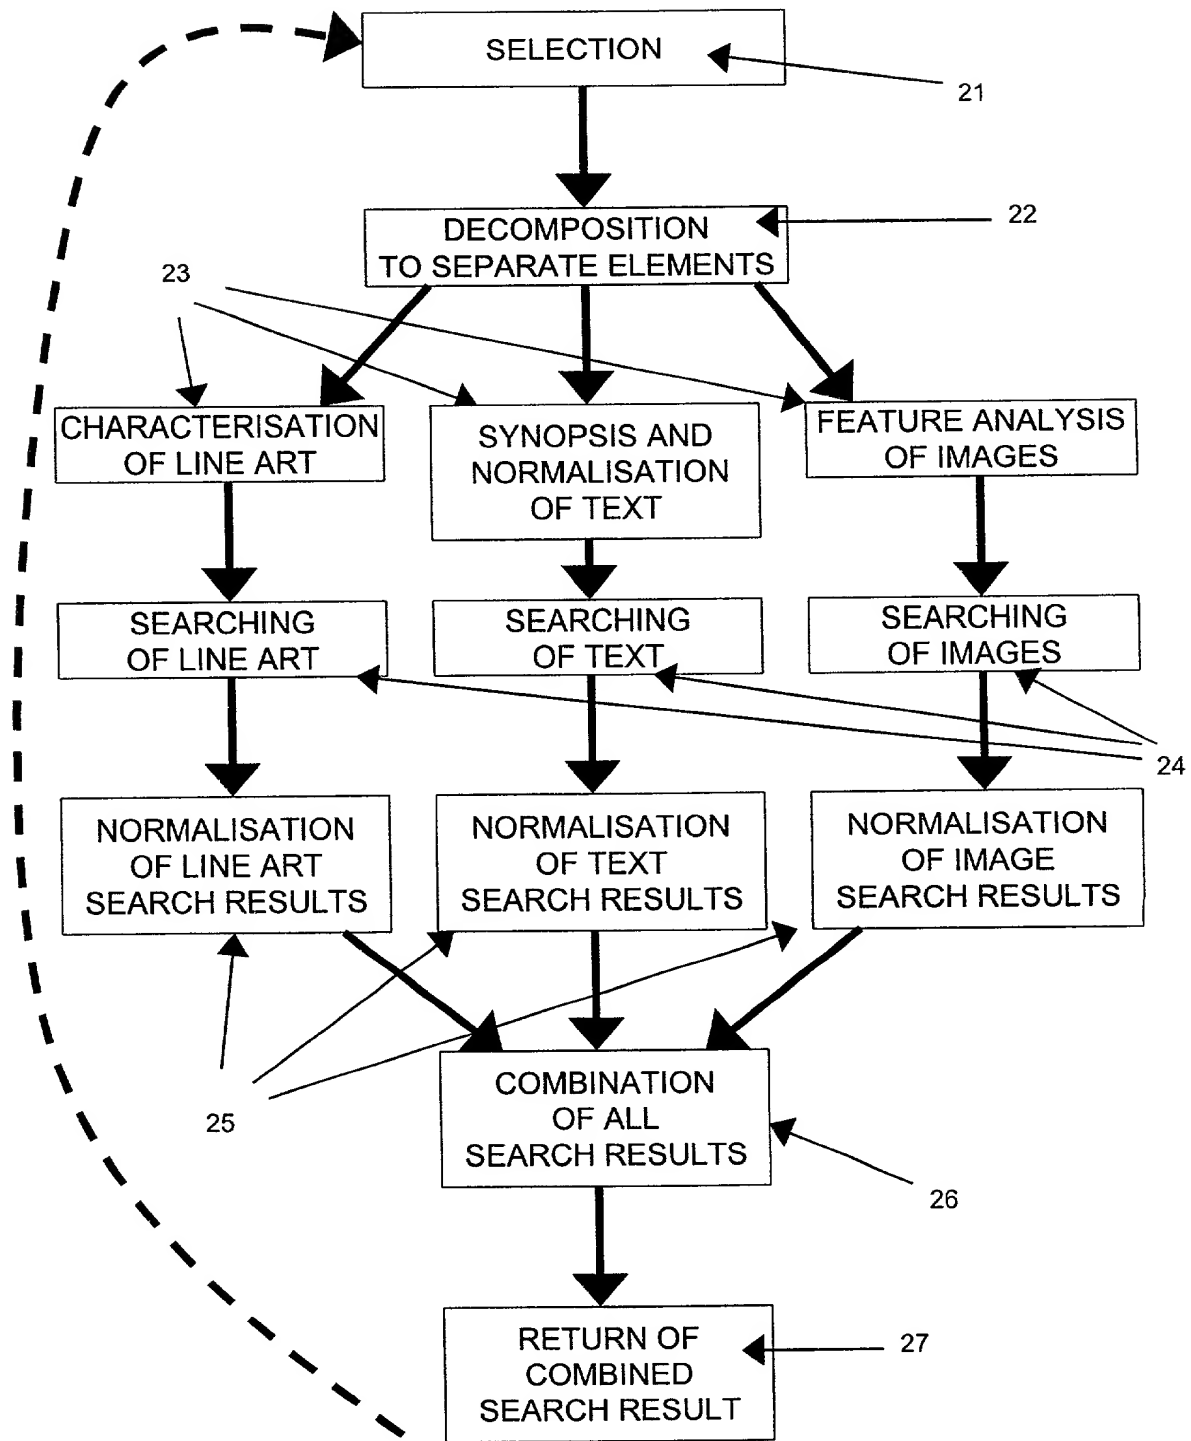 SELECTION
21
DECOMPOSITION
TO SEPARATE ELEMENTS
22
23
CHARACTERISATION
OF LINE ART
SYNOPSIS AND
NORMALISATION
OF TEXT
FEATURE ANALYSIS
OF IMAGES
SEARCHING
OF LINE ART
SEARCHING
OF TEXT
SEARCHING
OF IMAGES
24
NORMALISATION
OF LINE ART
SEARCH RESULTS
NORMALISATION
OF TEXT
SEARCH RESULTS
NORMALISATION
OF IMAGE
SEARCH RESULTS
25
COMBINATION
OF ALL
SEARCH RESULTS
26
RETURN OF
COMBINED
SEARCH RESULT
27